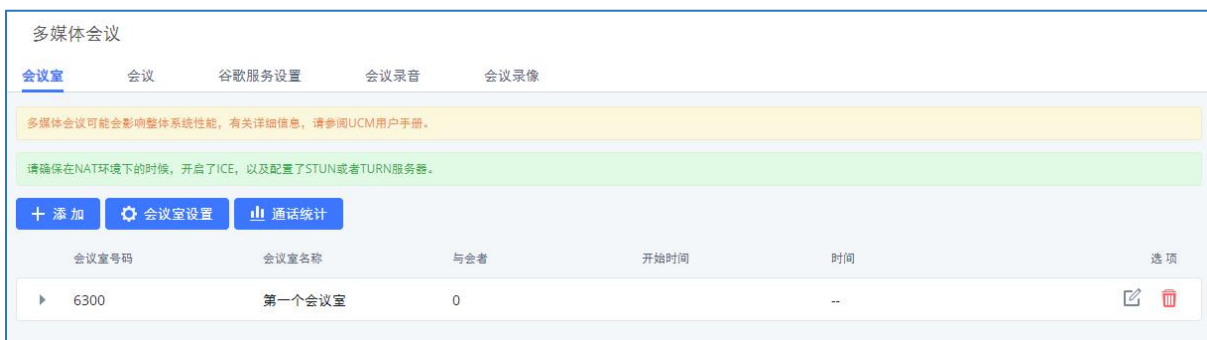 多媒体会议
会议室 会议 谷歌服务设置 会议录音 会议录像
多媒体会议可能会影响整体系统性能，有关详细信息，请参阅UCM用户手册。
请确保在NAT环境下的时候，开启了ICE，以及配置了STUN或者TURN服务器。
添加 会议室设置 通话统计
会议室号码 会议室名称 与会者 开始时间 时间 选项
6300 第一个会议室 0 --